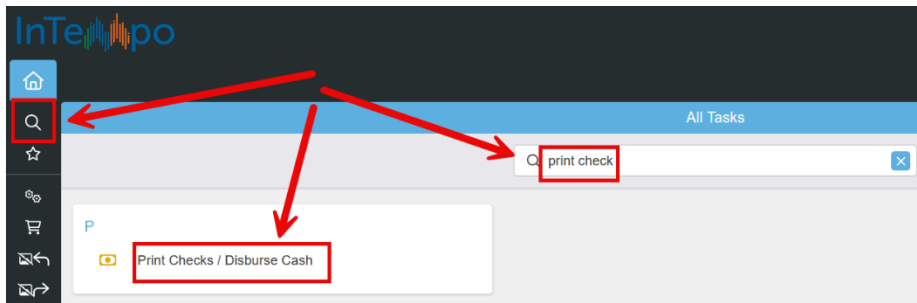 InTempo
All Tasks
print check
P
Print Checks / Disburse Cash